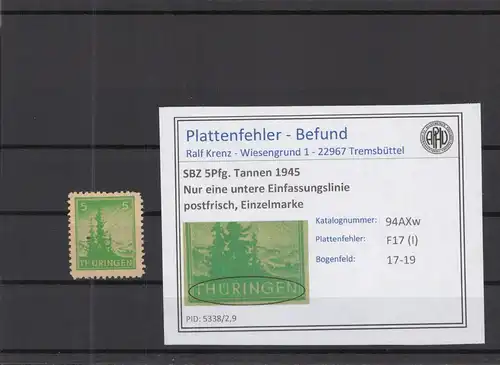 5 5
THÜRINGEN
Plattenfehler - Befund
Ralf Krenz - Wiesengrund 1 - 22967 Tremsbüttel
SBZ 5Pfg. Tannen 1945
Nur eine untere Einfassungslinie
postfrisch, Einzelmarke
Katalognummer: 94AXw
Plattenfehler: F17 (I)
Bogenfeld: 17-19
THÜRINGEN
PID: 5338/2,9